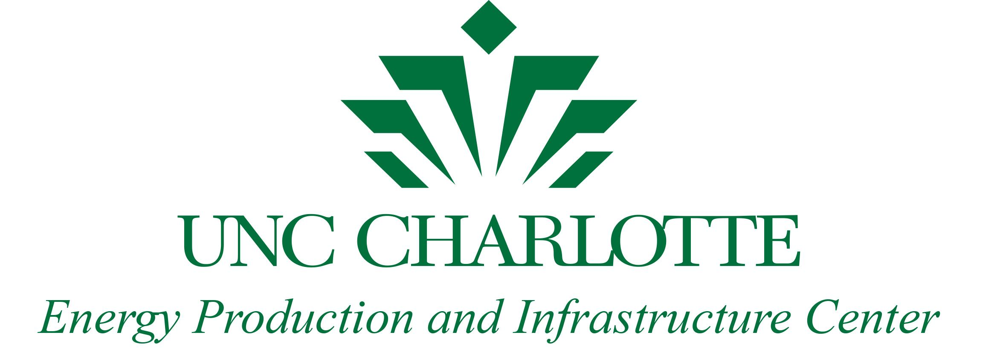 UNC CHARLOTTE
Energy Production and Infrastructure Center